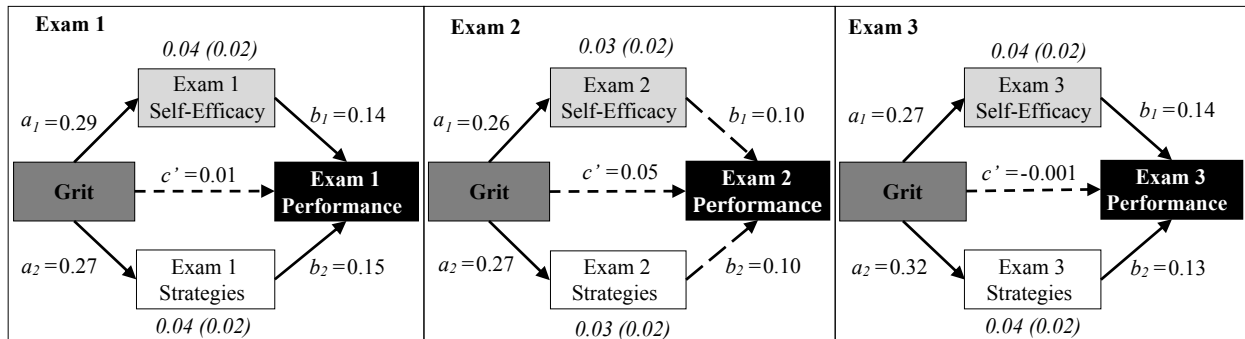 Exam 1
0.04 (0.02)
Exam 1
Self-Efficacy
a1 =0.29
b1 =0.14
Grit
c' =0.01
Exam 1
Performance
a2 =0.27
b2 =0.15
Exam 1
Strategies
0.04 (0.02)
Exam 2
0.03 (0.02)
Exam 2
Self-Efficacy
a1 =0.26
b1 =0.10
Grit
c' =0.05
Exam 2
Performance
a2 =0.27
b2 =0.10
Exam 2
Strategies
0.03 (0.02)
Exam 3
0.04 (0.02)
Exam 3
Self-Efficacy
a1 =0.27
b1 =0.14
Grit
c' =-0.001
Exam 3
Performance
a2 =0.32
b2 =0.13
Exam 3
Strategies
0.04 (0.02)